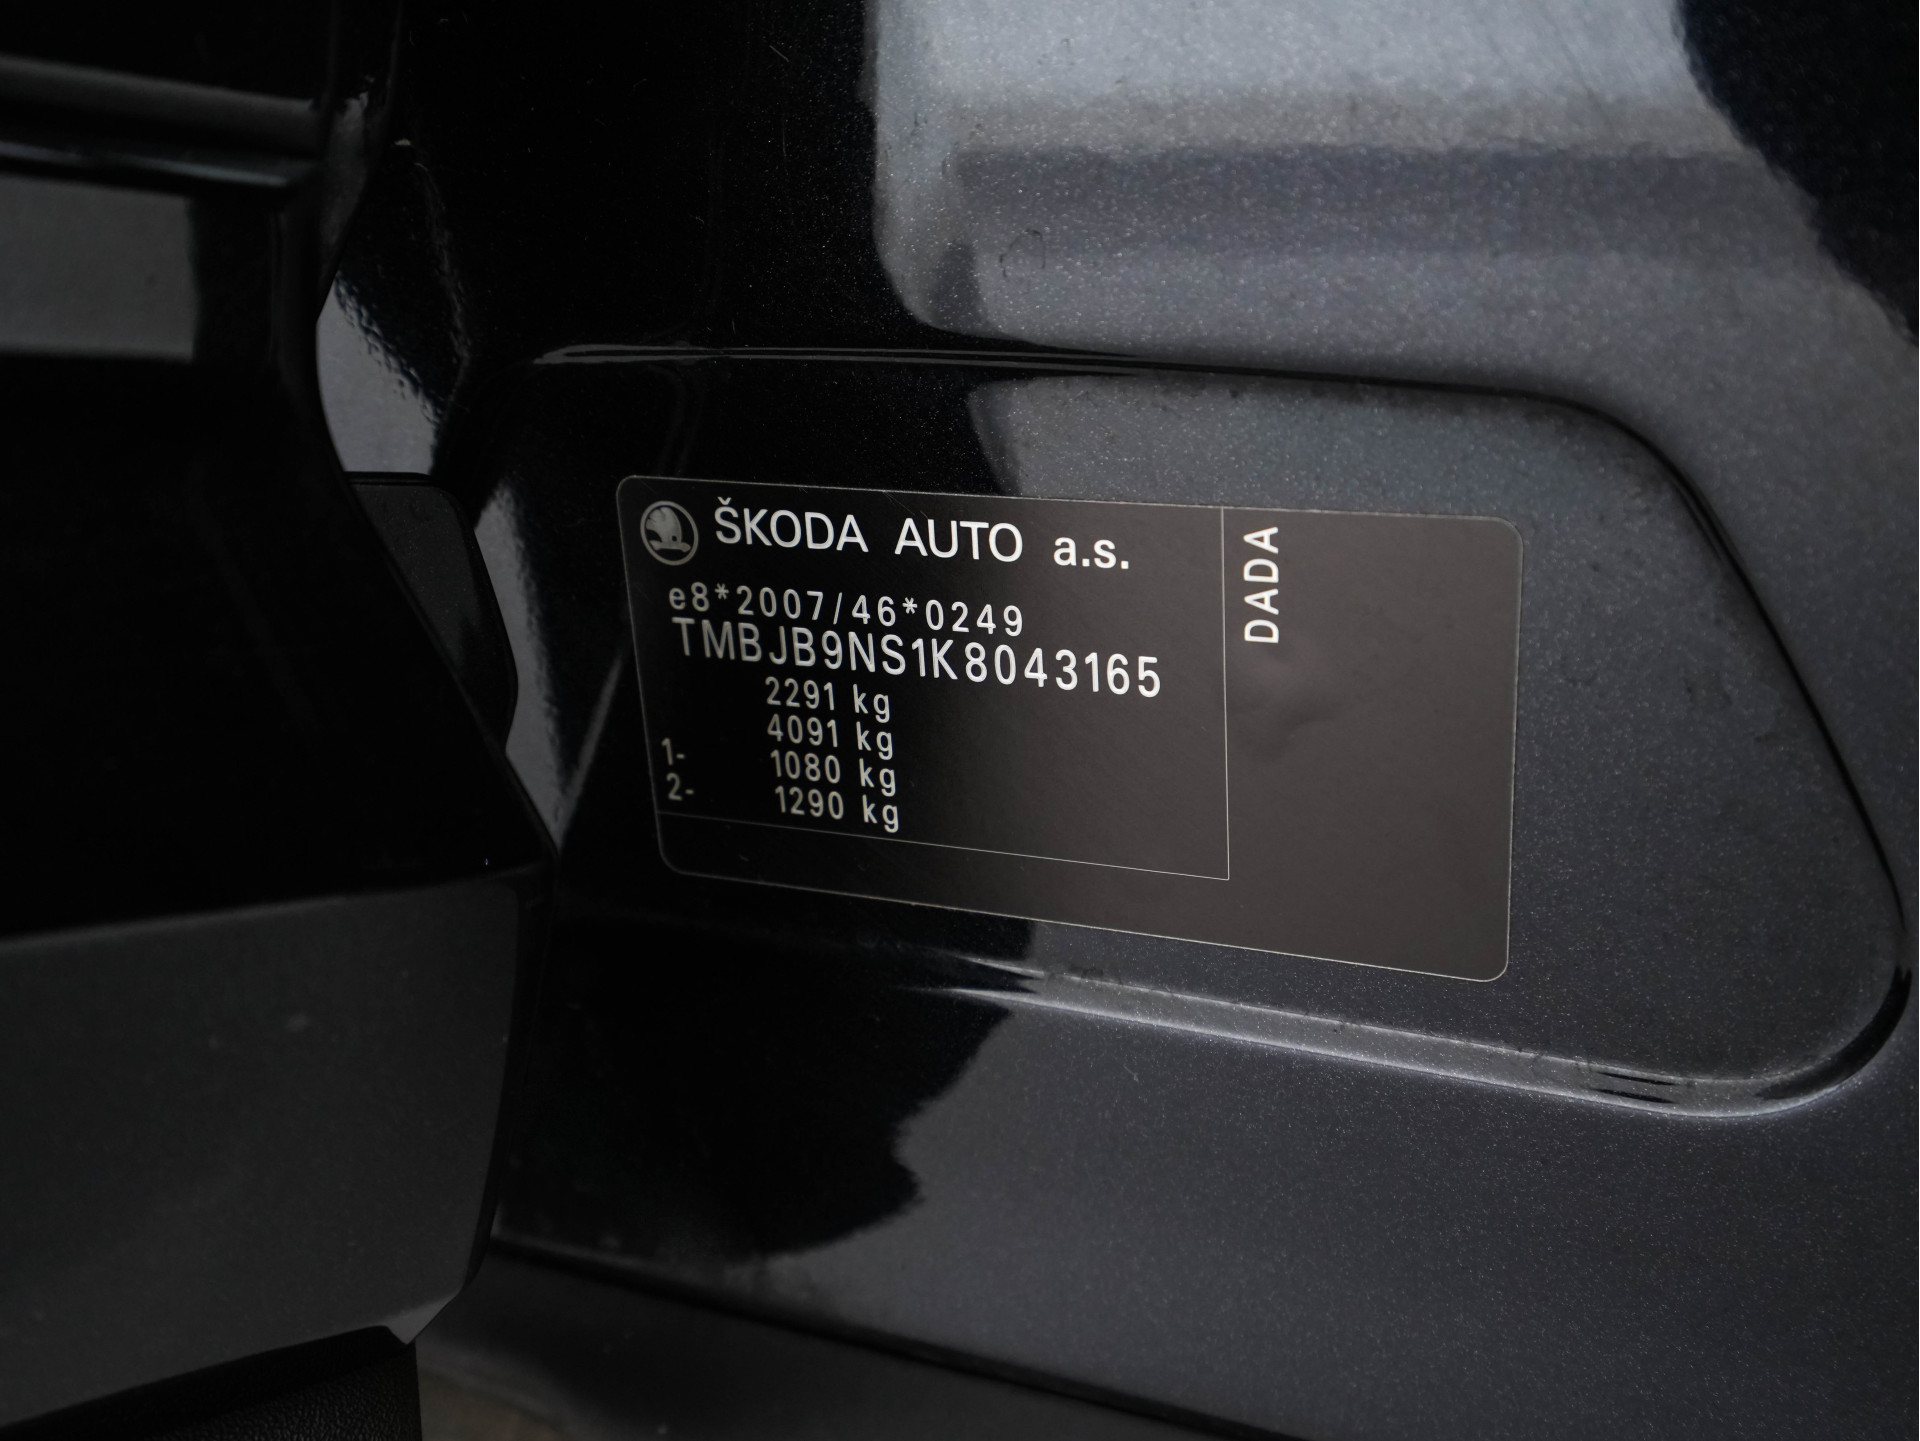 ŠKODA AUTO a.s.
e8*2007/46*0249
TMBJB9NS1K8043165
2291 kg
4091 kg
1- 1080 kg
2- 1290 kg
DADA